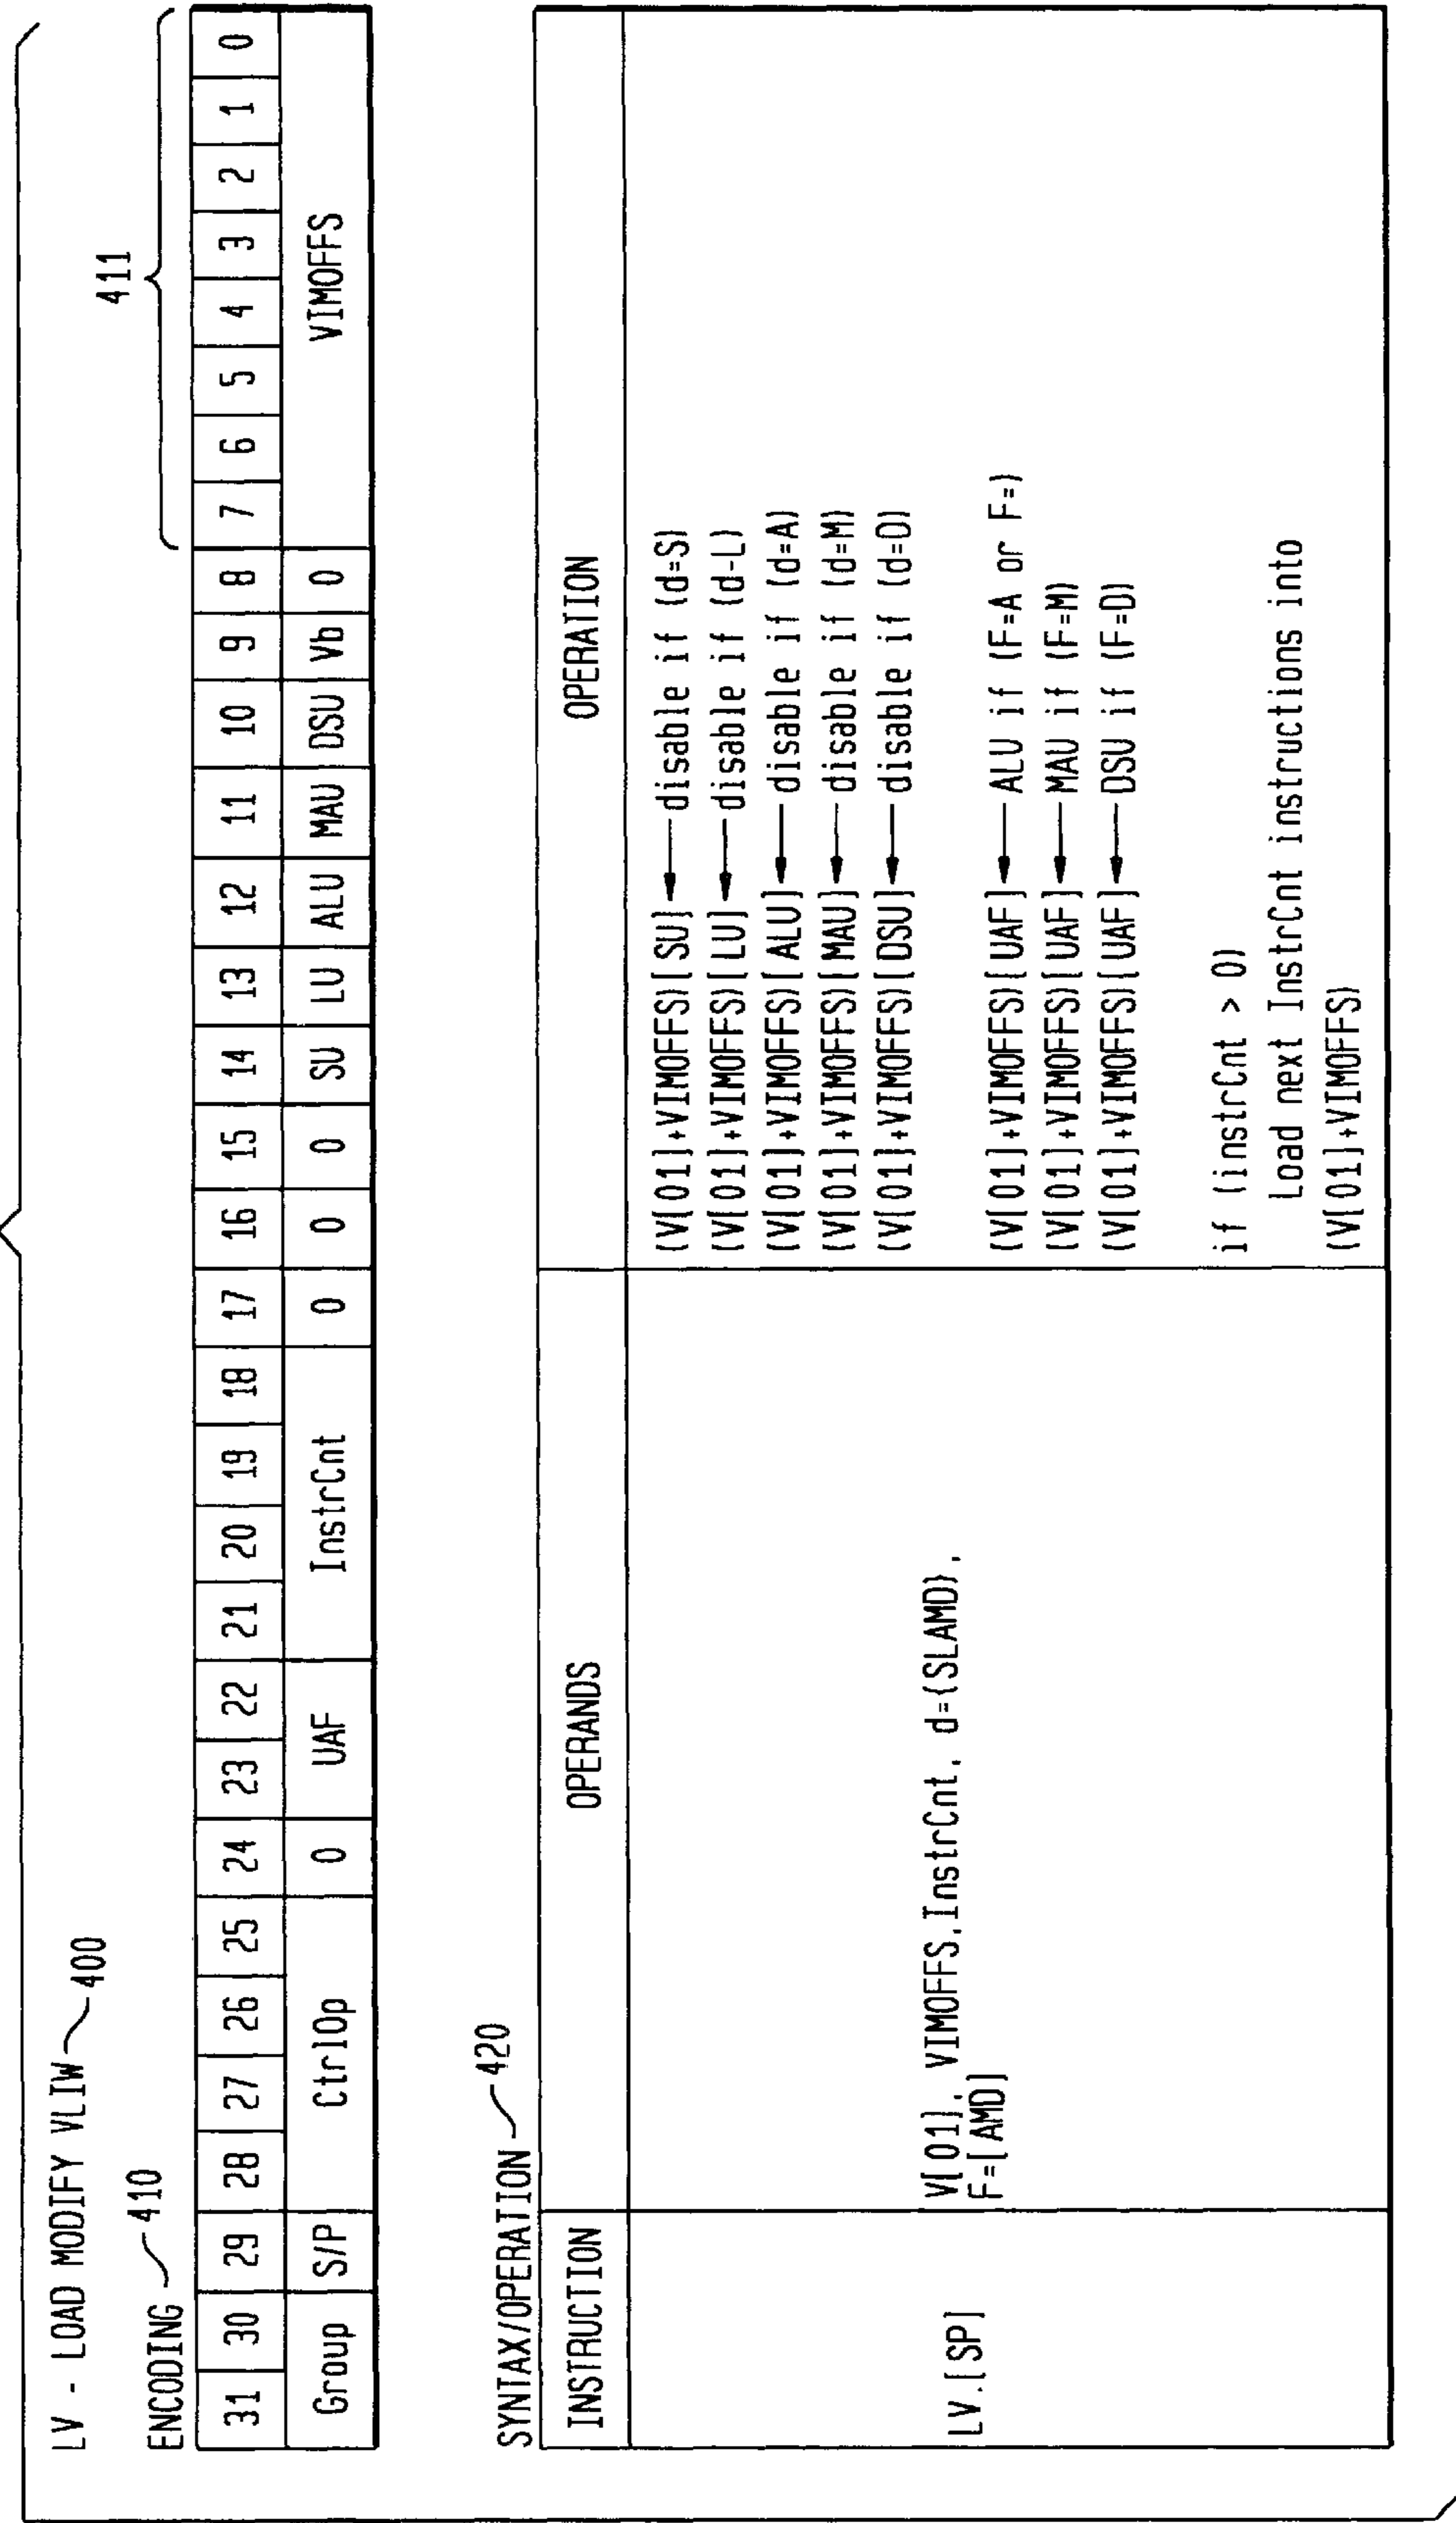 LV - LOAD MODIFY VLIW 400
ENCODING 410
411
31 30 29 28 27 26 25 24 23 22 21 20 19 18 17 16 15 14 13 12 11 10 9 8 7 6 5 4 3 2 1 0
Group S/P CtrlOp 0 UAF InstrCnt 0 0 0 SU LU ALU MAU DSU Vb 0 VIMOFFS
SYNTAX/OPERATION 420
INSTRUCTION OPERANDS OPERATION
LV.[SP]
V[01], VIMOFFS,InstrCnt, d={SLAMD},
F=[AMD]
(V[01]+VIMOFFS)[SU] ← disable if (d=S)
(V[01]+VIMOFFS)[LU] ← disable if (d-L)
(V[01]+VIMOFFS)[ALU] ← disable if (d=A)
(V[01]+VIMOFFS)[MAU] ← disable if (d=M)
(V[01]+VIMOFFS)[DSU] ← disable if (d=D)
(V[01]+VIMOFFS)[UAF] ← ALU if (F=A or F=)
(V[01]+VIMOFFS)[UAF] ← MAU if (F=M)
(V[01]+VIMOFFS)[UAF] ← DSU if (F=D)
if (instrCnt > 0)
Load next InstrCnt instructions into
(V[01]+VIMOFFS)